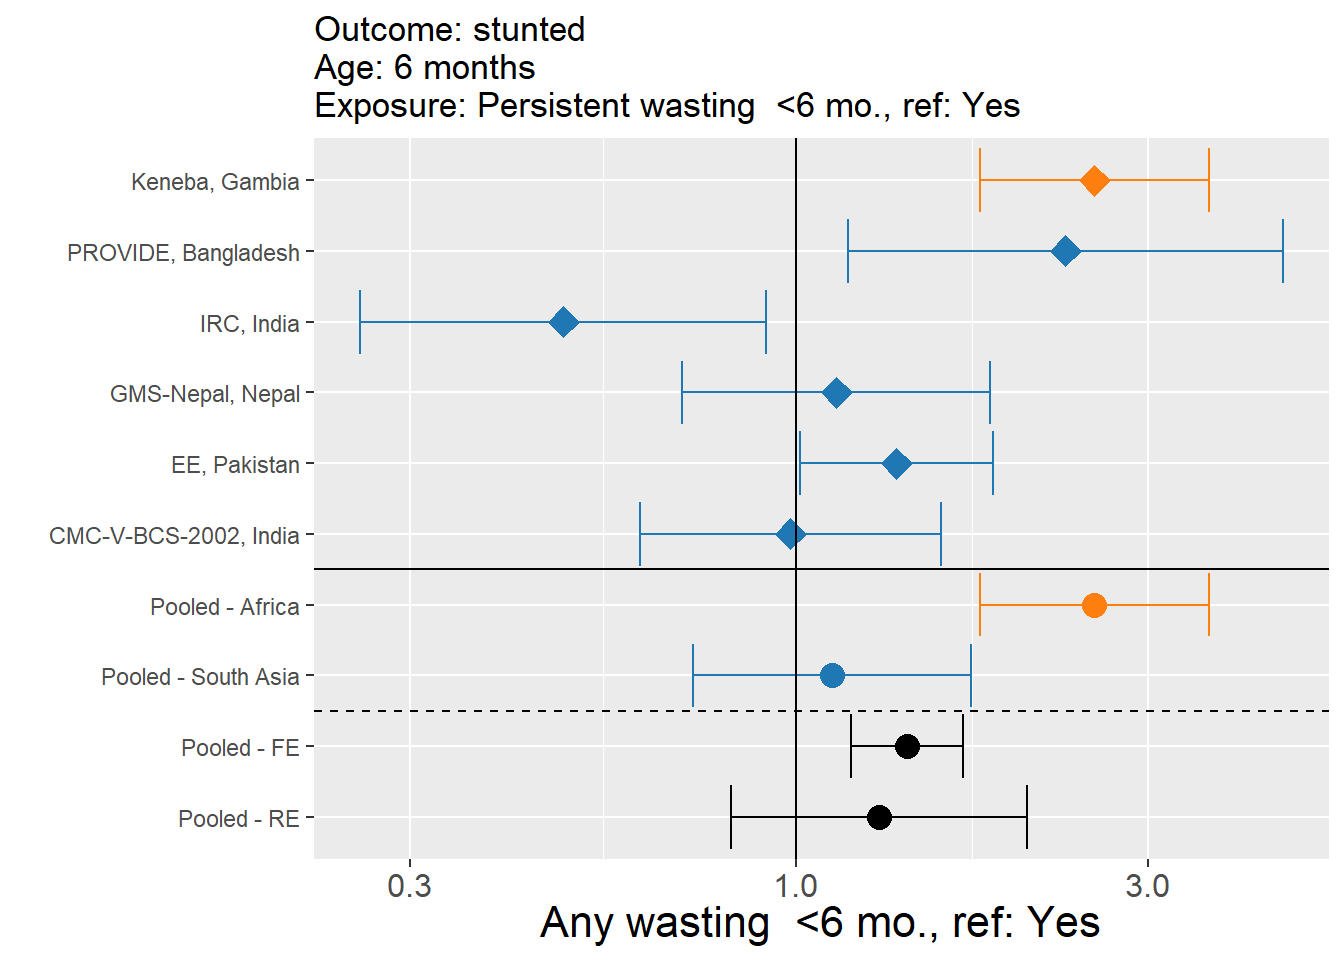 Outcome: stunted
Age: 6 months
Exposure: Persistent wasting  <6 mo., ref: Yes
Keneba, Gambia
PROVIDE, Bangladesh
IRC, India
GMS-Nepal, Nepal
EE, Pakistan
CMC-V-BCS-2002, India
Pooled - Africa
Pooled - South Asia
Pooled - FE
Pooled - RE
0.3 1.0 3.0
Any wasting  <6 mo., ref: Yes